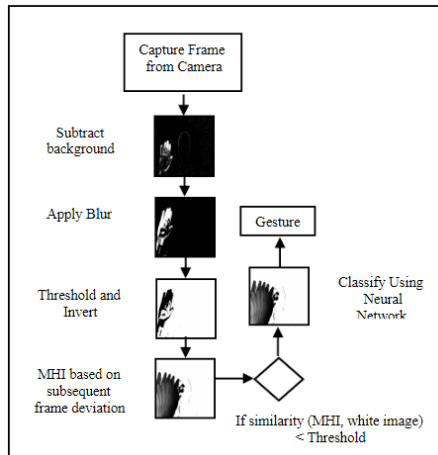 Capture Frame
from Camera
Subtract
background
Apply Blur
Threshold and
Invert
MHI based on
subsequent
frame deviation
If similarity (MHI, white image)
< Threshold
Classify Using
Neural
Network
Gesture